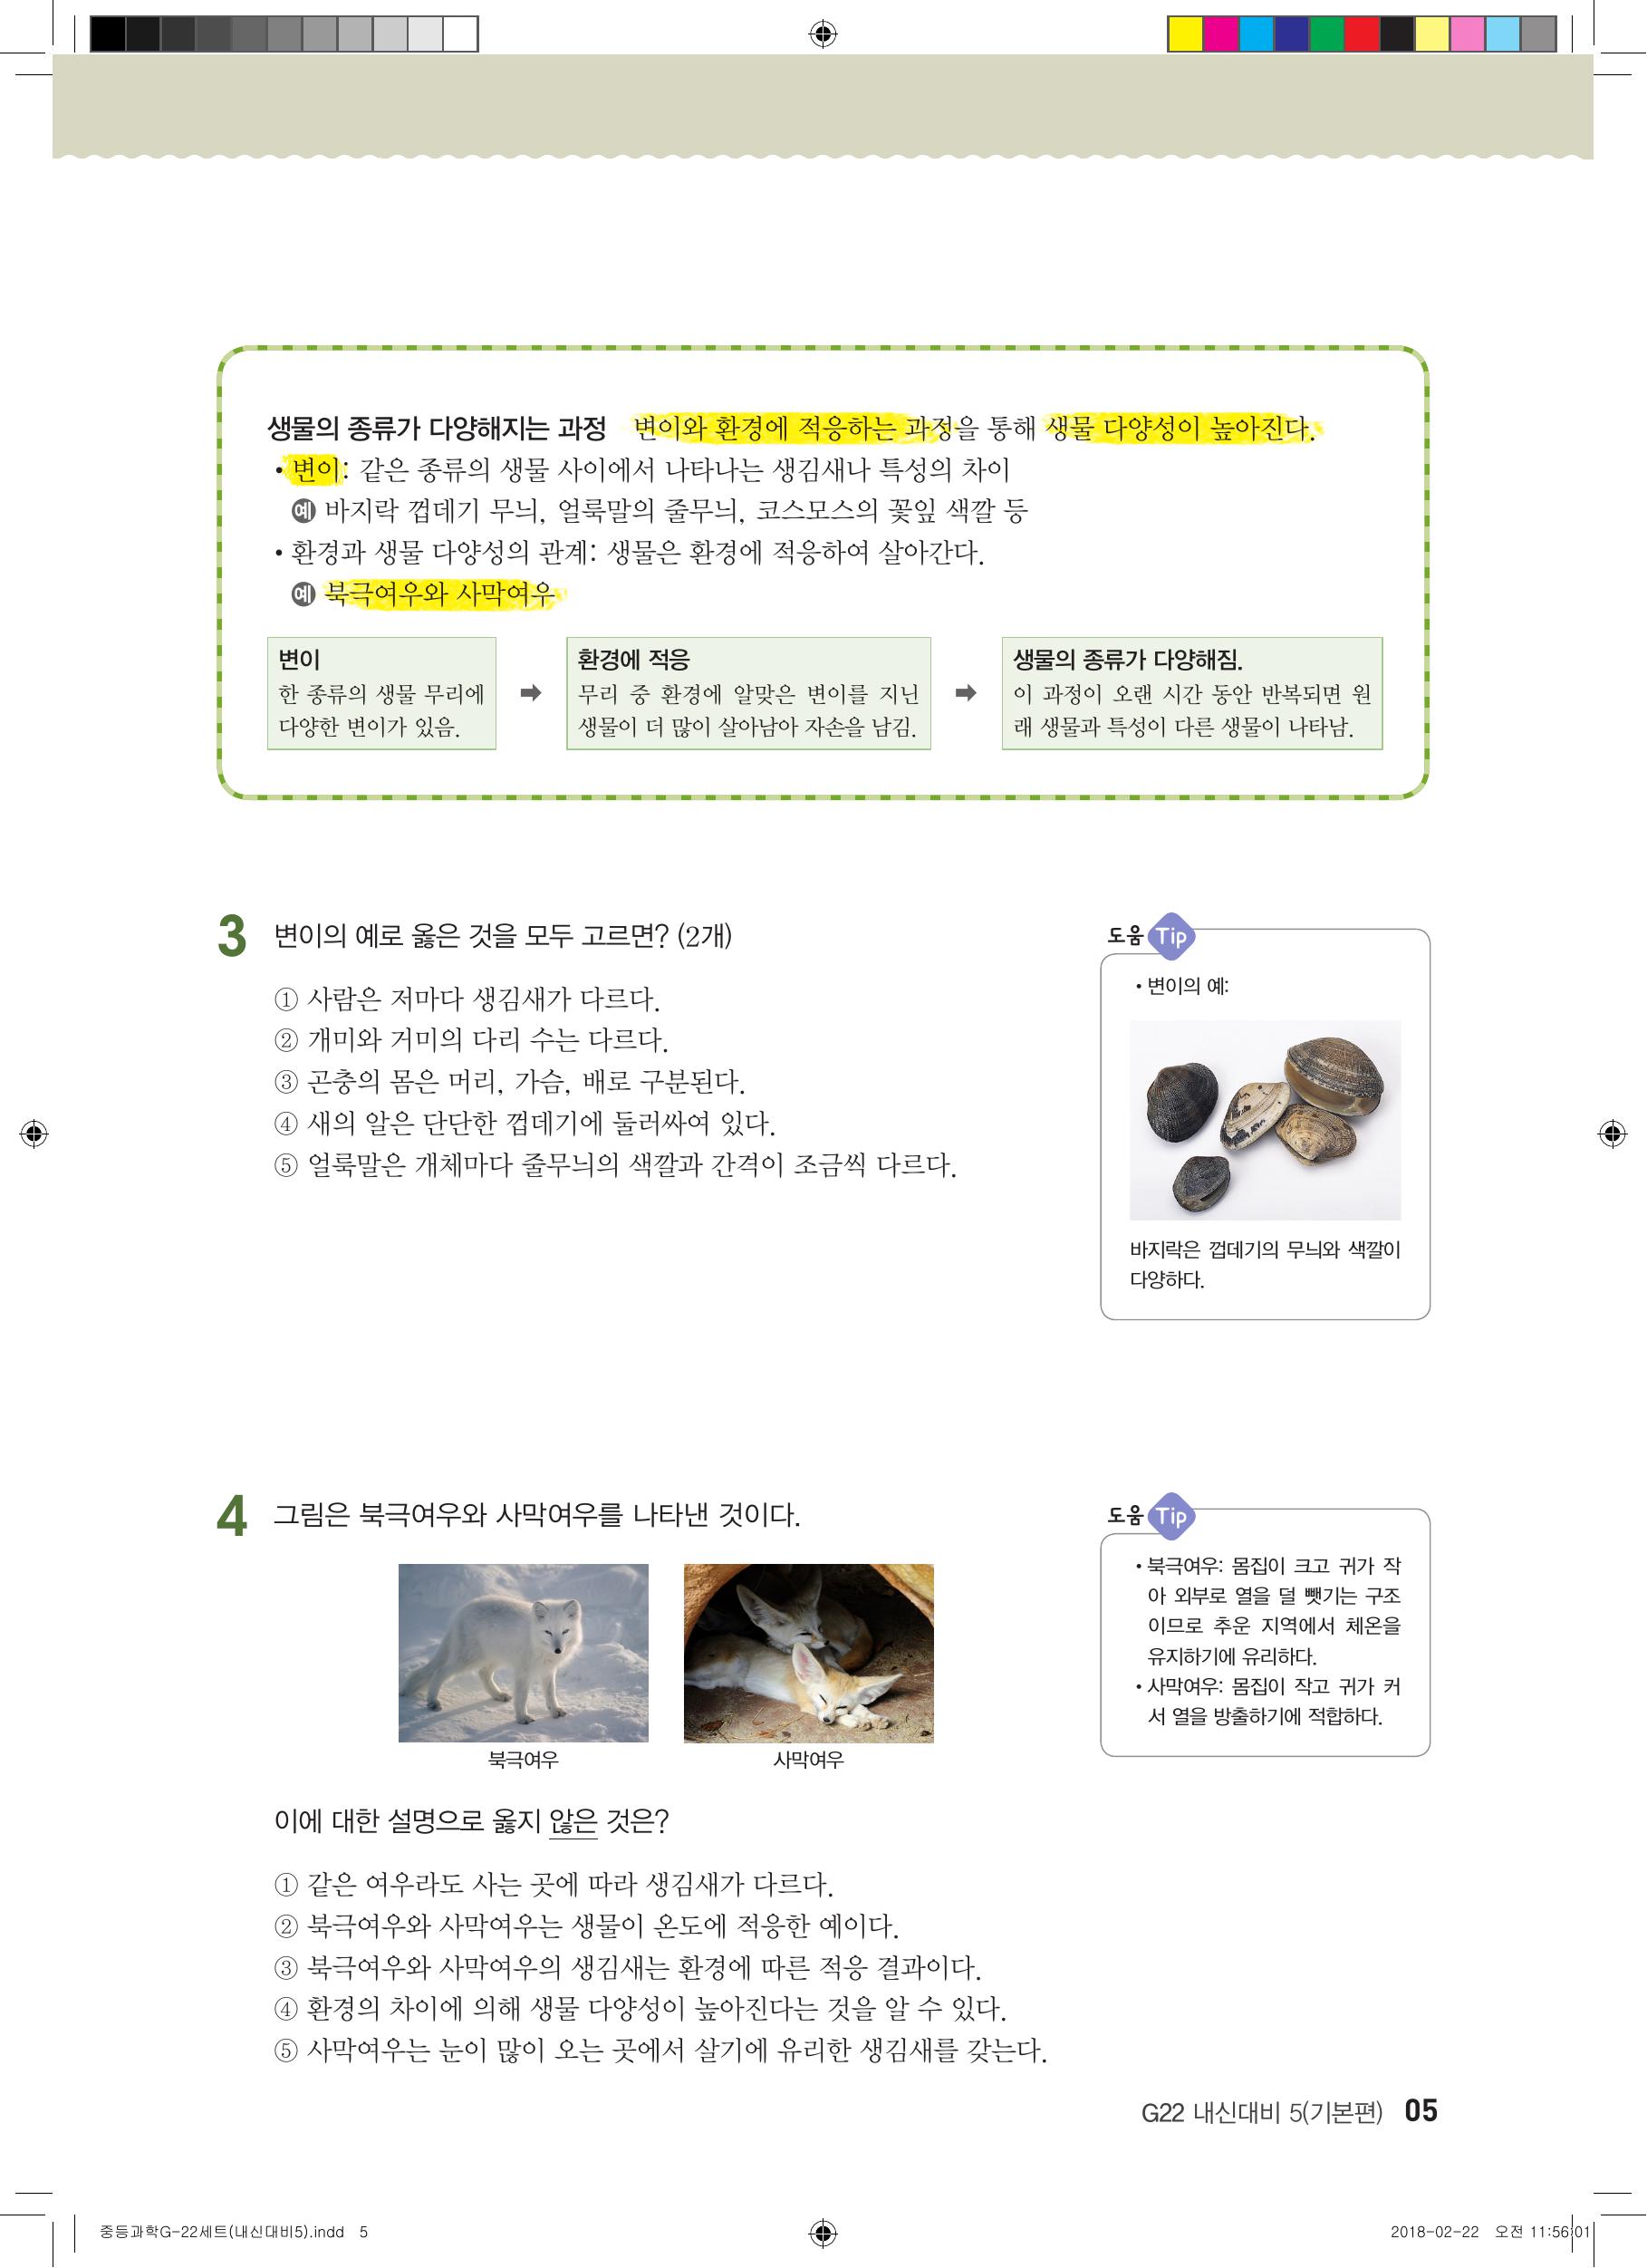 생물의 종류가 다양해지는 과정 변이와 환경에 적응하는 과정을 통해 생물 다양성이 높아진다.
• 변이: 같은 종류의 생물 사이에서 나타나는 생김새나 특성의 차이
예 바지락 껍데기 무늬, 얼룩말의 줄무늬, 코스모스의 꽃잎 색깔 등
• 환경과 생물 다양성의 관계: 생물은 환경에 적응하여 살아간다.
예 북극여우와 사막여우
변이
한 종류의 생물 무리에
다양한 변이가 있음.
➡
환경에 적응
무리 중 환경에 알맞은 변이를 지닌
생물이 더 많이 살아남아 자손을 남김.
➡
생물의 종류가 다양해짐.
이 과정이 오랜 시간 동안 반복되면 원
래 생물과 특성이 다른 생물이 나타남.
3 변이의 예로 옳은 것을 모두 고르면? (2개)
① 사람은 저마다 생김새가 다르다.
② 개미와 거미의 다리 수는 다르다.
③ 곤충의 몸은 머리, 가슴, 배로 구분된다.
④ 새의 알은 단단한 껍데기에 둘러싸여 있다.
⑤ 얼룩말은 개체마다 줄무늬의 색깔과 간격이 조금씩 다르다.
도움 Tip
• 변이의 예:
바지락은 껍데기의 무늬와 색깔이
다양하다.
4 그림은 북극여우와 사막여우를 나타낸 것이다.
북극여우
사막여우
도움 Tip
• 북극여우: 몸집이 크고 귀가 작
아 외부로 열을 덜 뺏기는 구조
이므로 추운 지역에서 체온을
유지하기에 유리하다.
• 사막여우: 몸집이 작고 귀가 커
서 열을 방출하기에 적합하다.
이에 대한 설명으로 옳지 않은 것은?
① 같은 여우라도 사는 곳에 따라 생김새가 다르다.
② 북극여우와 사막여우는 생물이 온도에 적응한 예이다.
③ 북극여우와 사막여우의 생김새는 환경에 따른 적응 결과이다.
④ 환경의 차이에 의해 생물 다양성이 높아진다는 것을 알 수 있다.
⑤ 사막여우는 눈이 많이 오는 곳에서 살기에 유리한 생김새를 갖는다.
G22 내신대비 5(기본편) 05
중등과학G-22세트(내신대비5).indd 5
2018-02-22 오전 11:56:01